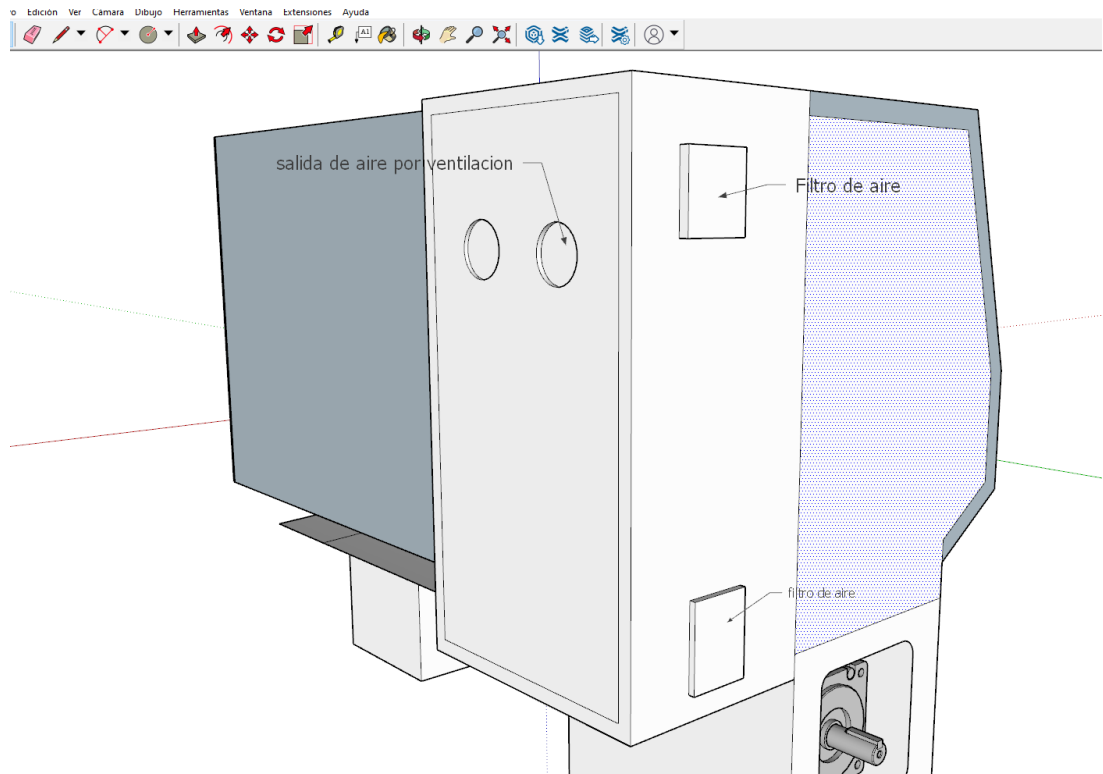 Edición Ver Cámara Dibujo Herramientas Ventana Extensiones Ayuda
A1
salida de aire por ventilacion
Filtro de aire
filtro de aire